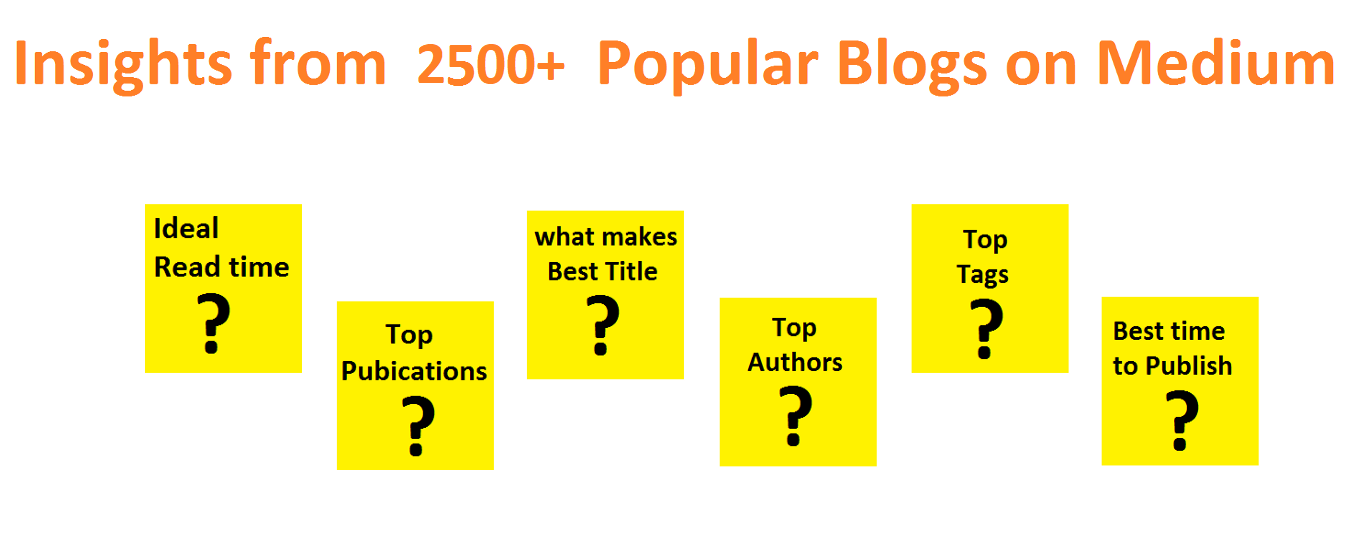 Insights from 2500+ Popular Blogs on Medium
Ideal
Read time
?
Top
Pubications
?
what makes
Best Title
?
Top
Authors
?
Top
Tags
?
Best time
to Publish
?